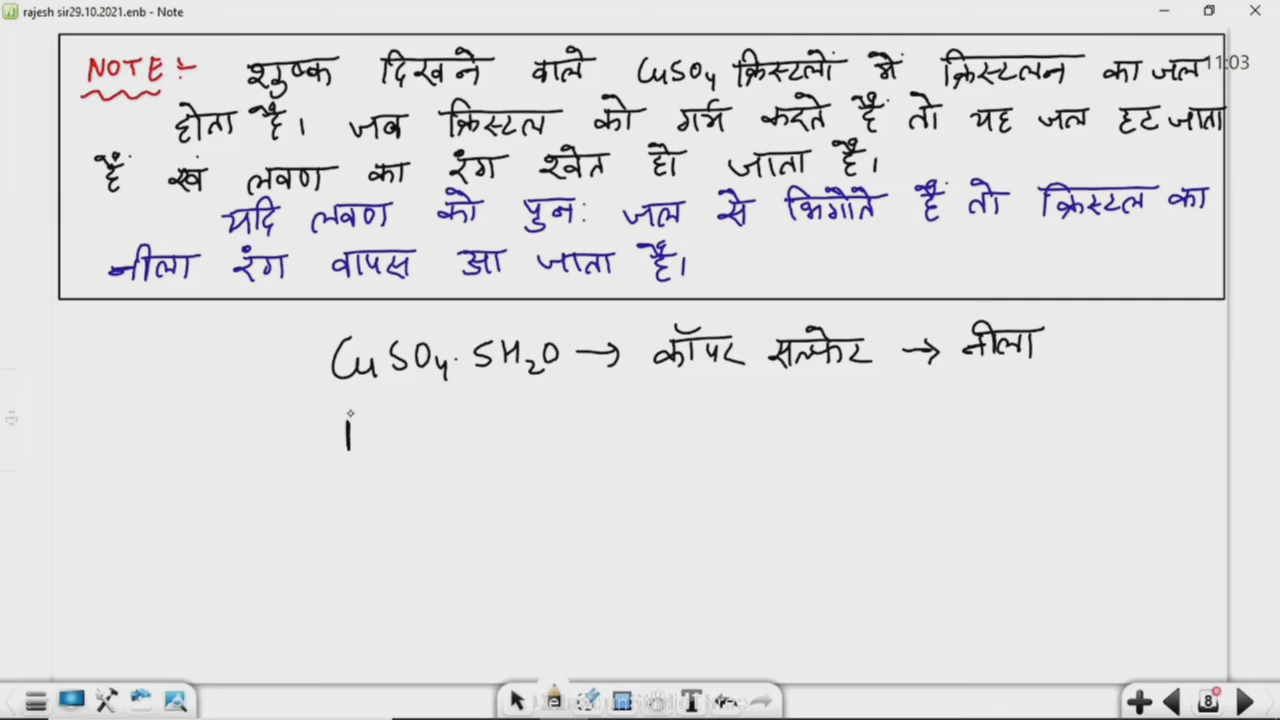 rajesh sir29.10.2021.enb - Note
11:03
NOTE:- शुष्क दिखने वाले CuSO4 क्रिस्टलों में क्रिस्टलन का जल
होता है। जब क्रिस्टल को गर्म करते हैं तो यह जल हट जाता
हैं एवं लवण का रंग श्वेत हो जाता है।
यदि लवण को पुनः जल से भिगौते हैं तो क्रिस्टल का
नीला रंग वापस आ जाता है।
CuSO4·5H2O → कॉपर सल्फेट → नीला
8